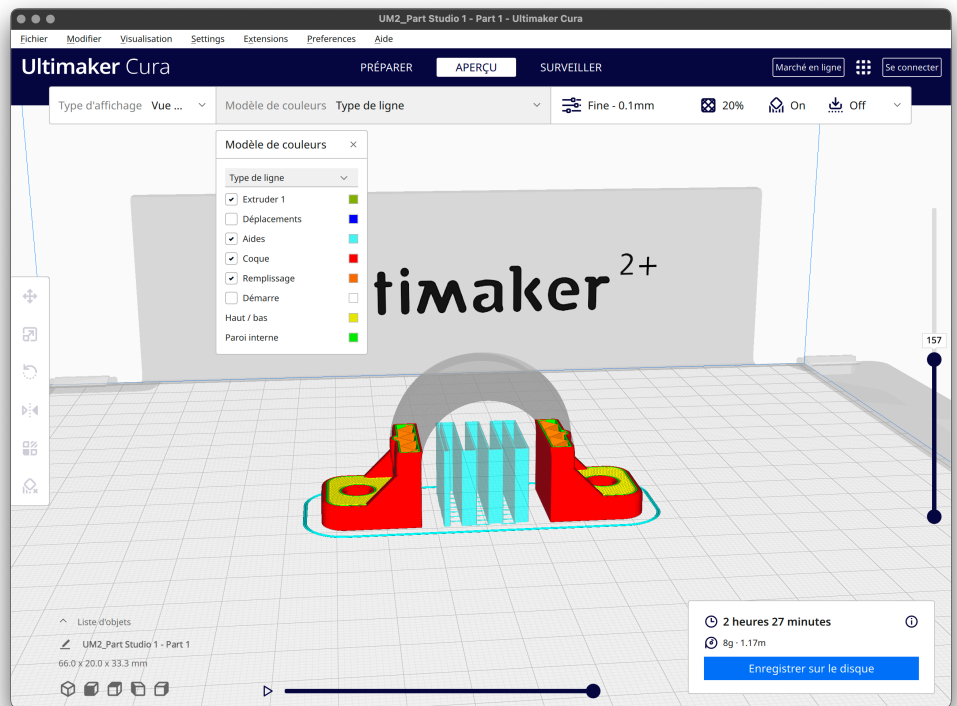 UM2_Part Studio 1 - Part 1 - Ultimaker Cura
Fichier Modifier Visualisation Settings Extensions Preferences Aide
Ultimaker Cura PRÉPARER APERÇU SURVEILLER Marché en ligne Se connecter
Type d'affichage Vue ... Modèle de couleurs Type de ligne Fine - 0.1mm 20% On Off
Modèle de couleurs
Type de ligne
Extruder 1
Déplacements
Aides
Coque
Remplissage
Démarre
Haut / bas
Paroi interne
timaker 2+
157
Liste d'objets
UM2_Part Studio 1 - Part 1
66.0 x 20.0 x 33.3 mm
2 heures 27 minutes
8g · 1.17m
Enregistrer sur le disque